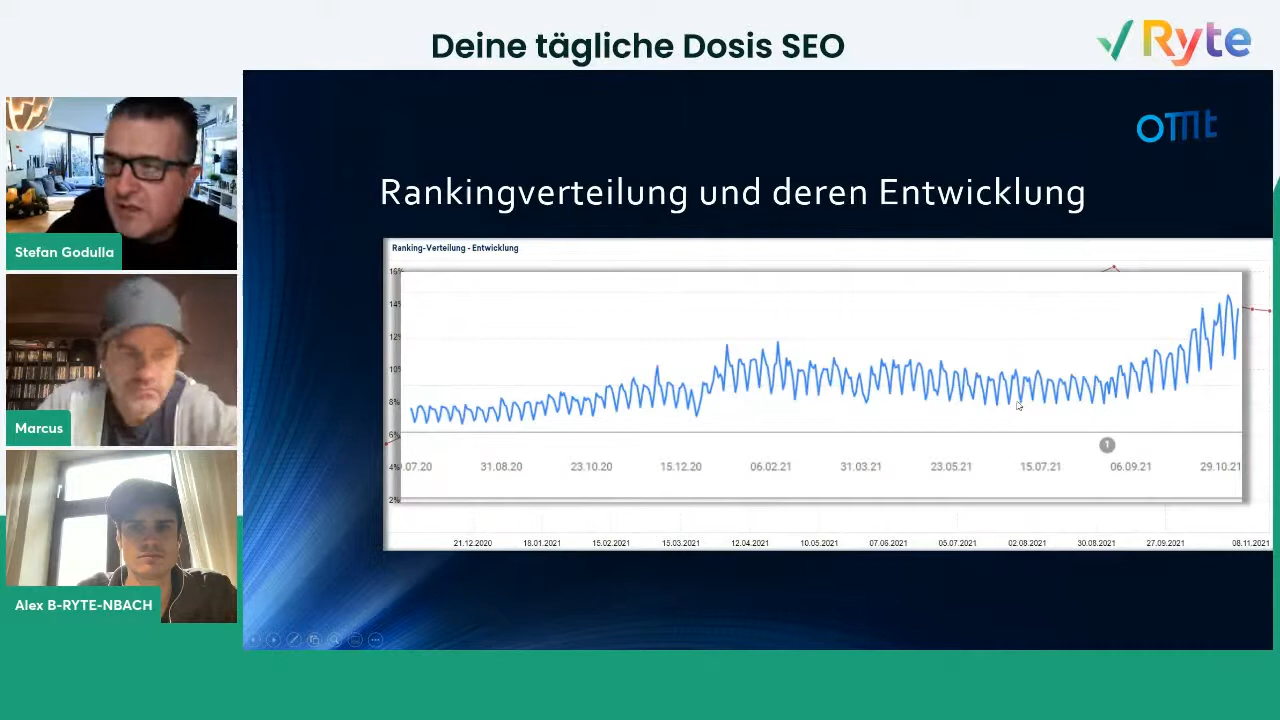 Deine tägliche Dosis SEO
Ryte
omt
Rankingverteilung und deren Entwicklung
Ranking-Verteilung - Entwicklung
16%
14%
12%
10%
8%
6%
4%
2%
1
.07.20 31.08.20 23.10.20 15.12.20 06.02.21 31.03.21 23.05.21 15.07.21 06.09.21 29.10.21
21.12.2020 18.01.2021 15.02.2021 15.03.2021 12.04.2021 10.05.2021 07.06.2021 05.07.2021 02.08.2021 30.08.2021 27.09.2021 08.11.2021
Stefan Godulla
Marcus
Alex B-RYTE-NBACH